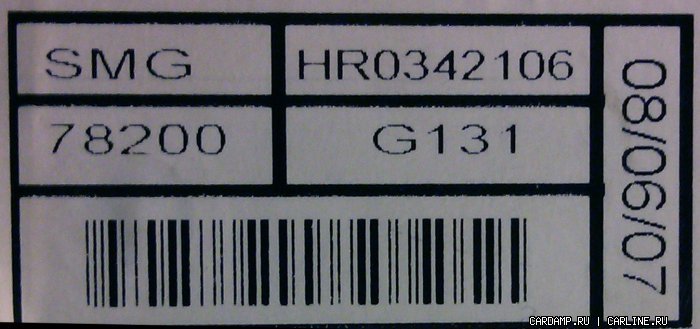 SMG HR0342106
78200 G131
08/06/07
CARDAMP.RU | CARLINE.RU